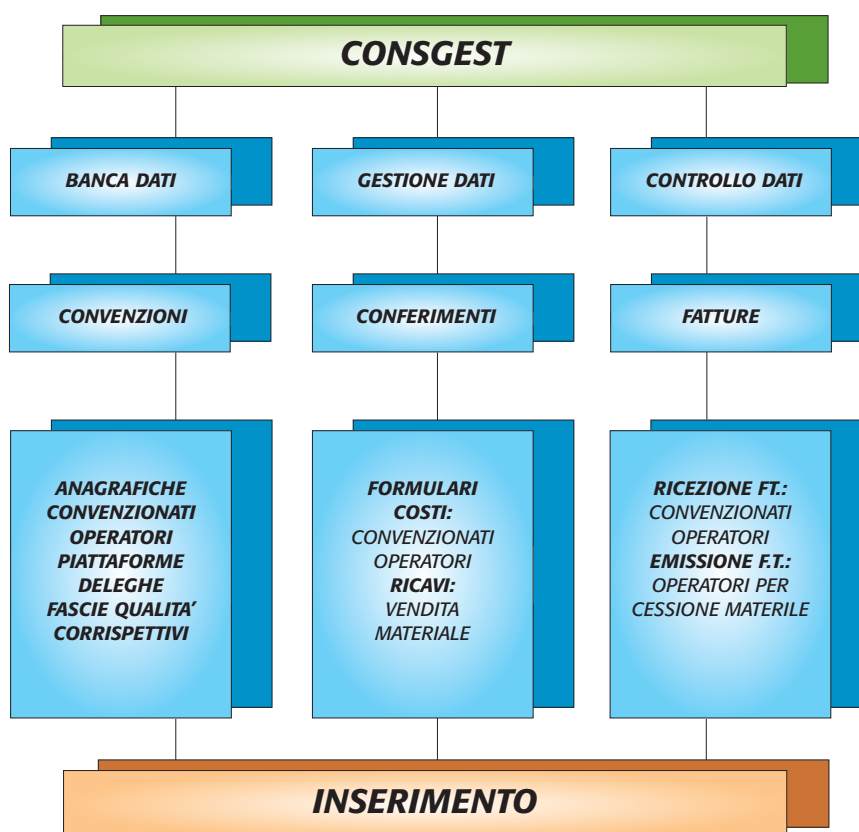 CONSGEST
BANCA DATI
GESTIONE DATI
CONTROLLO DATI
CONVENZIONI
CONFERIMENTI
FATTURE
ANAGRAFICHE
CONVENZIONATI
OPERATORI
PIATTAFORME
DELEGHE
FASCIE QUALITA’
CORRISPETTIVI
FORMULARI
COSTI:
CONVENZIONATI
OPERATORI
RICAVI:
VENDITA
MATERIALE
RICEZIONE FT.:
CONVENZIONATI
OPERATORI
EMISSIONE F.T.:
OPERATORI PER
CESSIONE MATERILE
INSERIMENTO